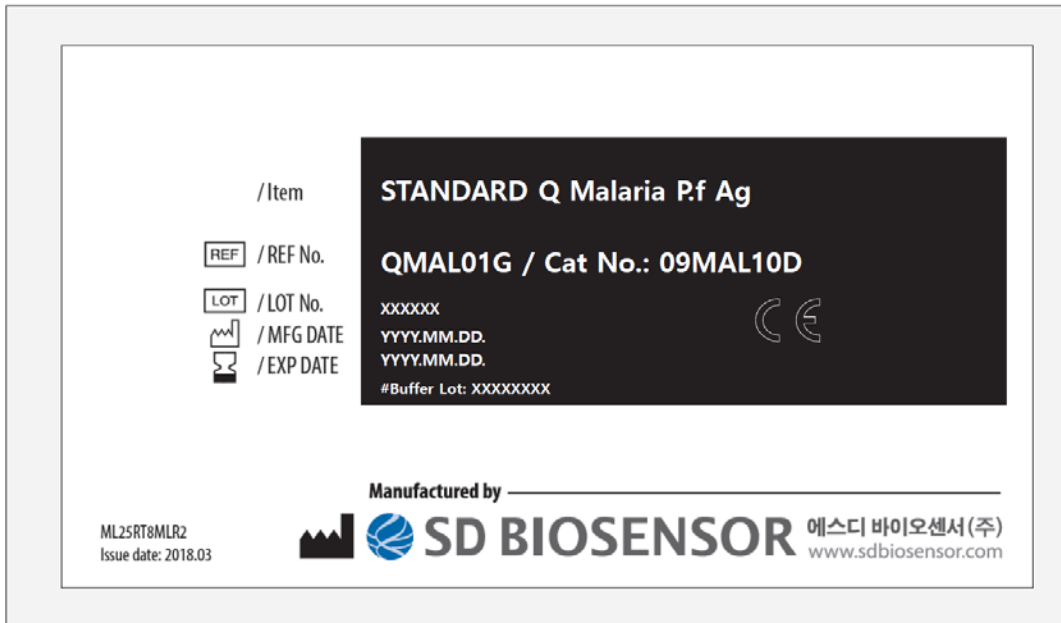 /Item STANDARD Q Malaria P.f Ag
REF /REF No. QMAL01G / Cat No.: 09MAL10D
LOT /LOT No. XXXXXX
/MFG DATE YYYY.MM.DD.
/EXP DATE YYYY.MM.DD.
#Buffer Lot: XXXXXXXX
CE
Manufactured by
ML25RT8MLR2
Issue date: 2018.03
SD BIOSENSOR
에스디 바이오센서(주)
www.sdbiosensor.com